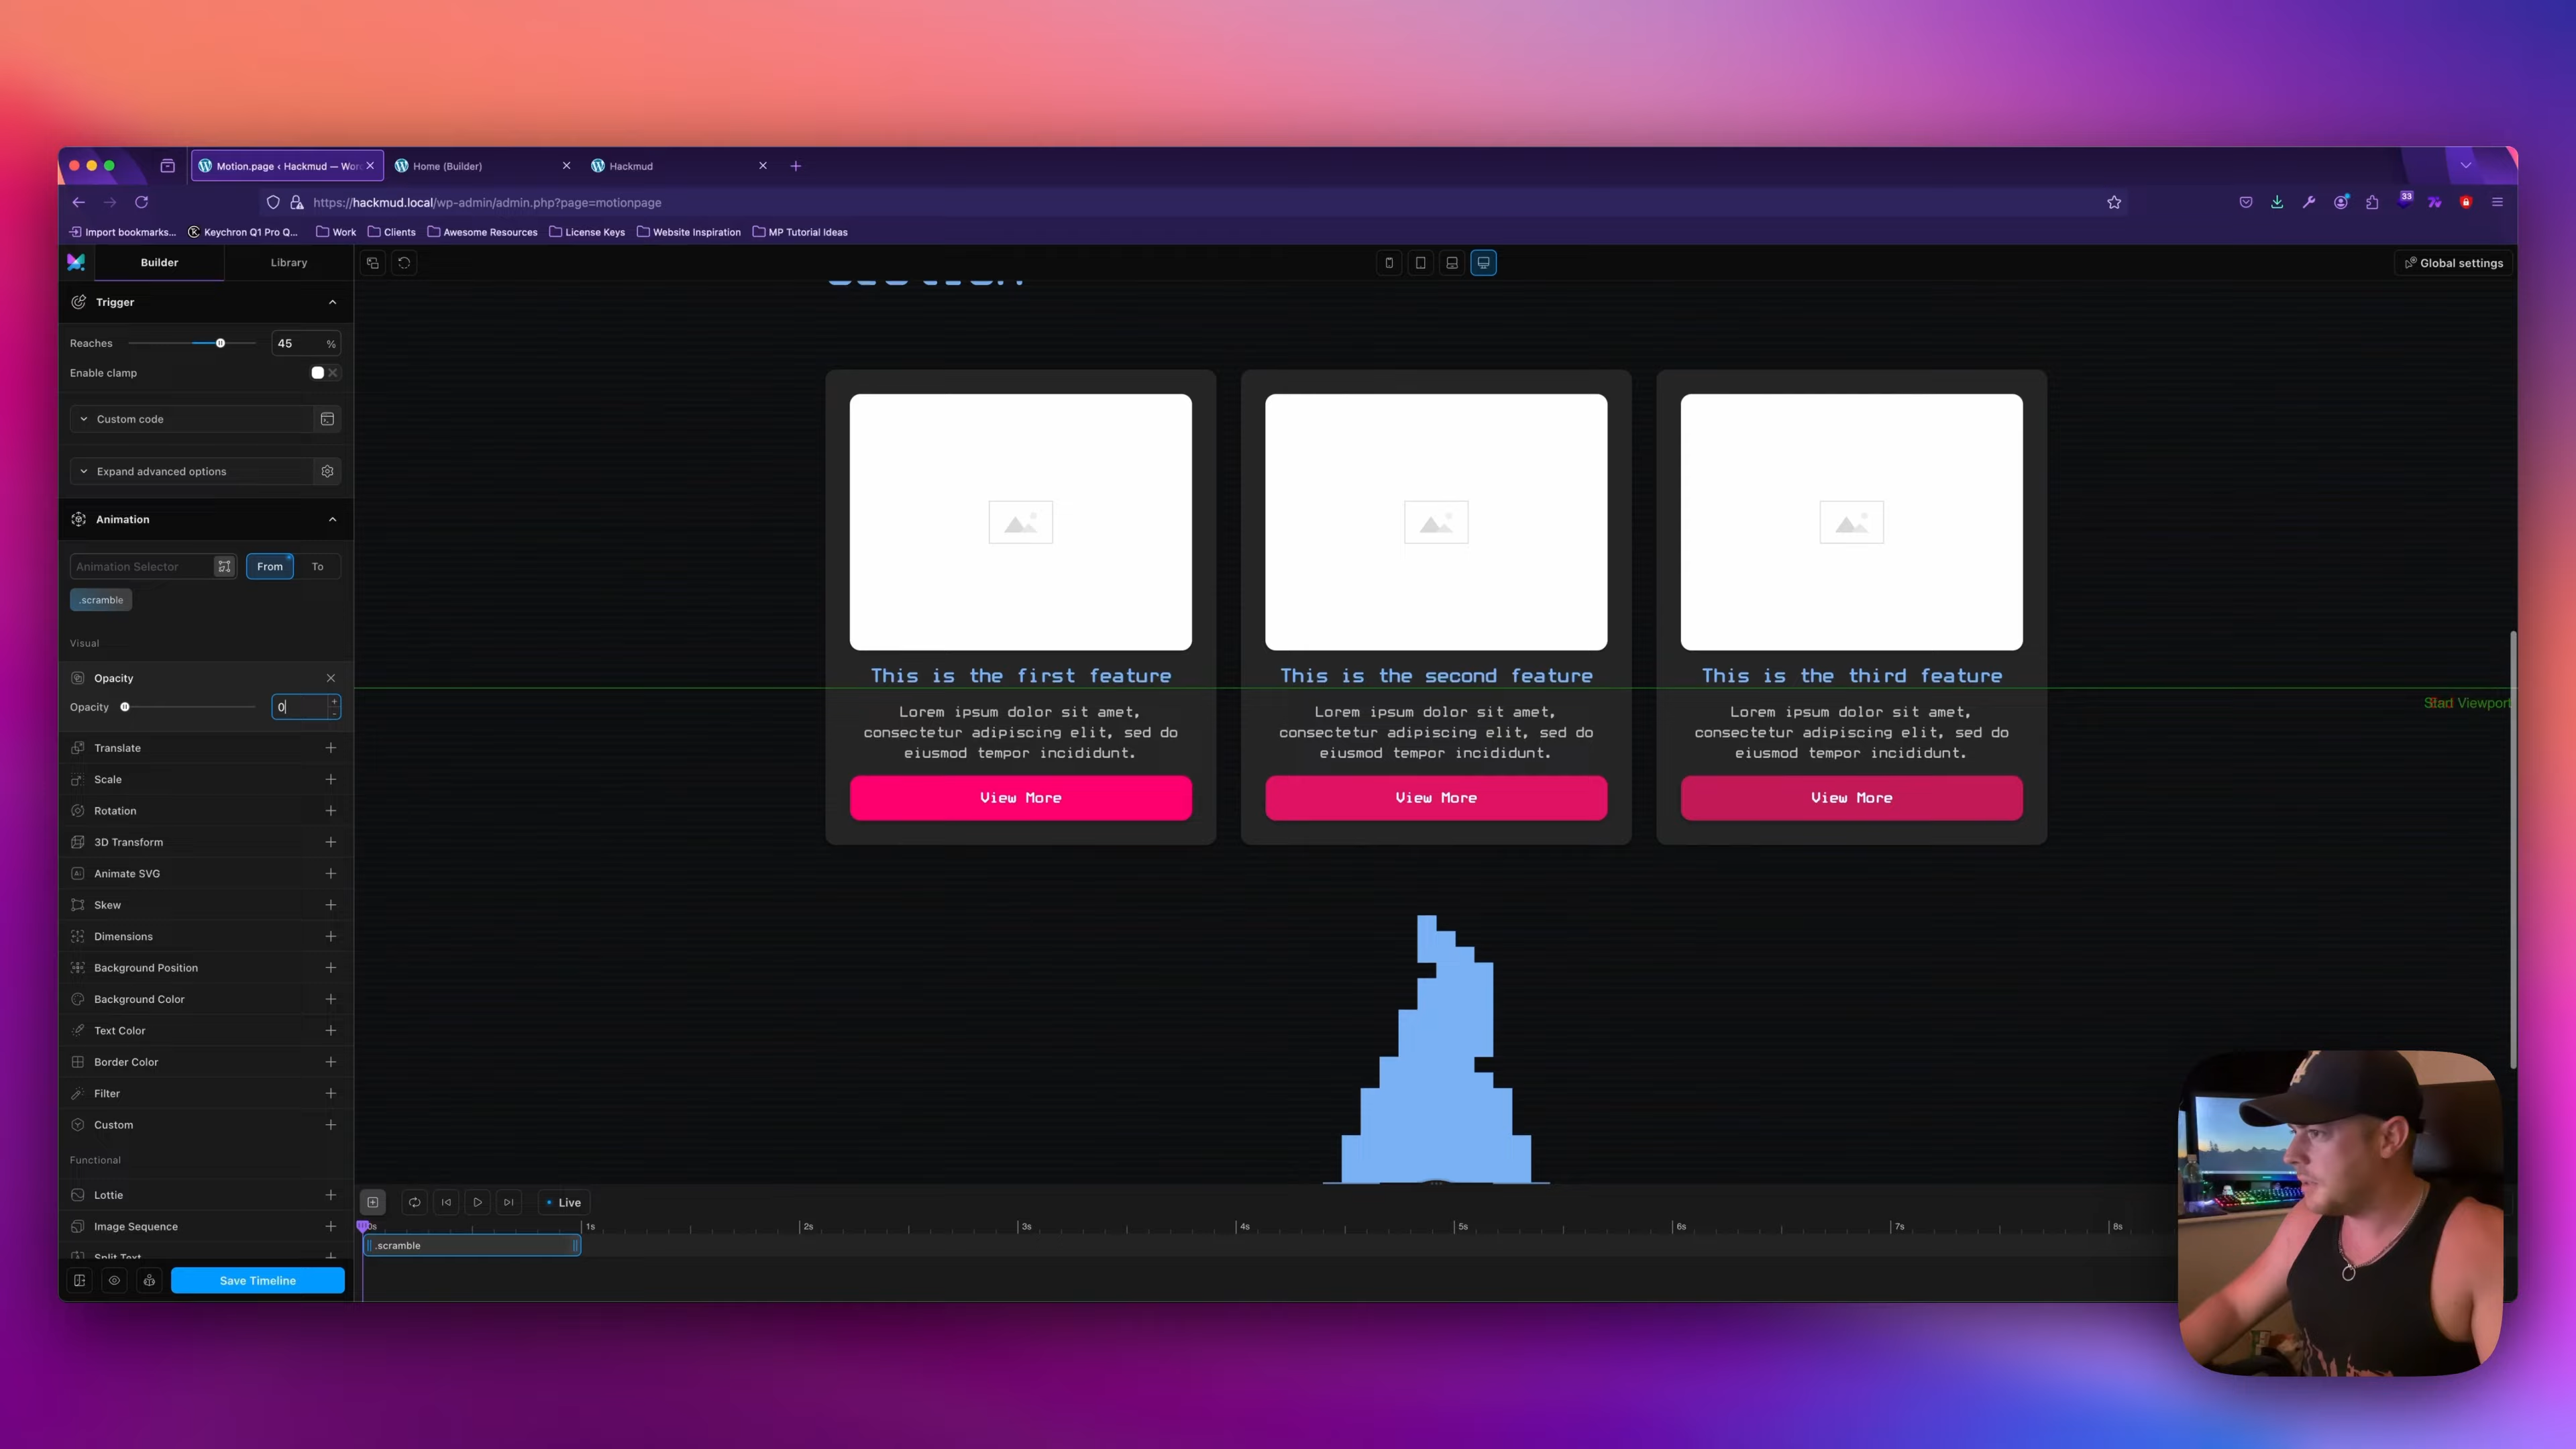 Motion.page ‹ Hackmud — Wor
Home (Builder)
Hackmud
https://hackmud.local/wp-admin/admin.php?page=motionpage
33
Import bookmarks...
Keychron Q1 Pro Q...
Work
Clients
Awesome Resources
License Keys
Website Inspiration
MP Tutorial Ideas
Builder
Library
Global settings
Trigger
Reaches
45
%
Enable clamp
Custom code
Expand advanced options
Animation
Animation Selector
From
To
.scramble
Visual
Opacity
Opacity
0
Translate
Scale
Rotation
3D Transform
Animate SVG
Skew
Dimensions
Background Position
Background Color
Text Color
Border Color
Filter
Custom
Functional
Lottie
Image Sequence
Split Text
Save Timeline
This is the first feature
Lorem ipsum dolor sit amet,
consectetur adipiscing elit, sed do
eiusmod tempor incididunt.
View More
This is the second feature
Lorem ipsum dolor sit amet,
consectetur adipiscing elit, sed do
eiusmod tempor incididunt.
View More
This is the third feature
Lorem ipsum dolor sit amet,
consectetur adipiscing elit, sed do
eiusmod tempor incididunt.
View More
Viewport
Live
0s
1s
2s
3s
4s
5s
6s
7s
8s
.scramble